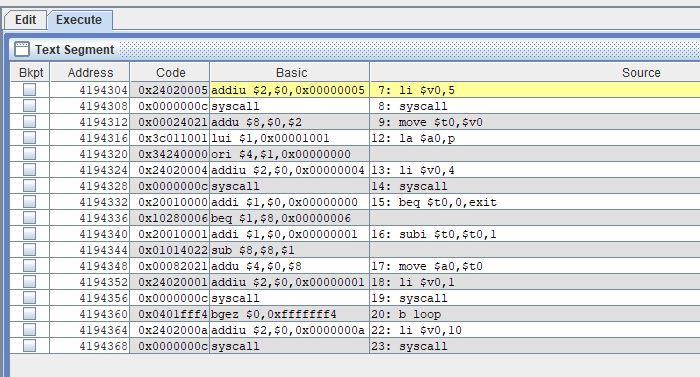 Edit Execute
Text Segment
Bkpt Address Code Basic Source
4194304 0x24020005 addiu $2,$0,0x00000005 7: li $v0,5
4194308 0x0000000c syscall 8: syscall
4194312 0x00024021 addu $8,$0,$2 9: move $t0,$v0
4194316 0x3c011001 lui $1,0x00001001 12: la $a0,p
4194320 0x34240000 ori $4,$1,0x00000000
4194324 0x24020004 addiu $2,$0,0x00000004 13: li $v0,4
4194328 0x0000000c syscall 14: syscall
4194332 0x20010000 addi $1,$0,0x00000000 15: beq $t0,0,exit
4194336 0x10280006 beq $1,$8,0x00000006
4194340 0x20010001 addi $1,$0,0x00000001 16: subi $t0,$t0,1
4194344 0x01014022 sub $8,$8,$1
4194348 0x00082021 addu $4,$0,$8 17: move $a0,$t0
4194352 0x24020001 addiu $2,$0,0x00000001 18: li $v0,1
4194356 0x0000000c syscall 19: syscall
4194360 0x0401fff4 bgez $0,0xfffffff4 20: b loop
4194364 0x2402000a addiu $2,$0,0x0000000a 22: li $v0,10
4194368 0x0000000c syscall 23: syscall